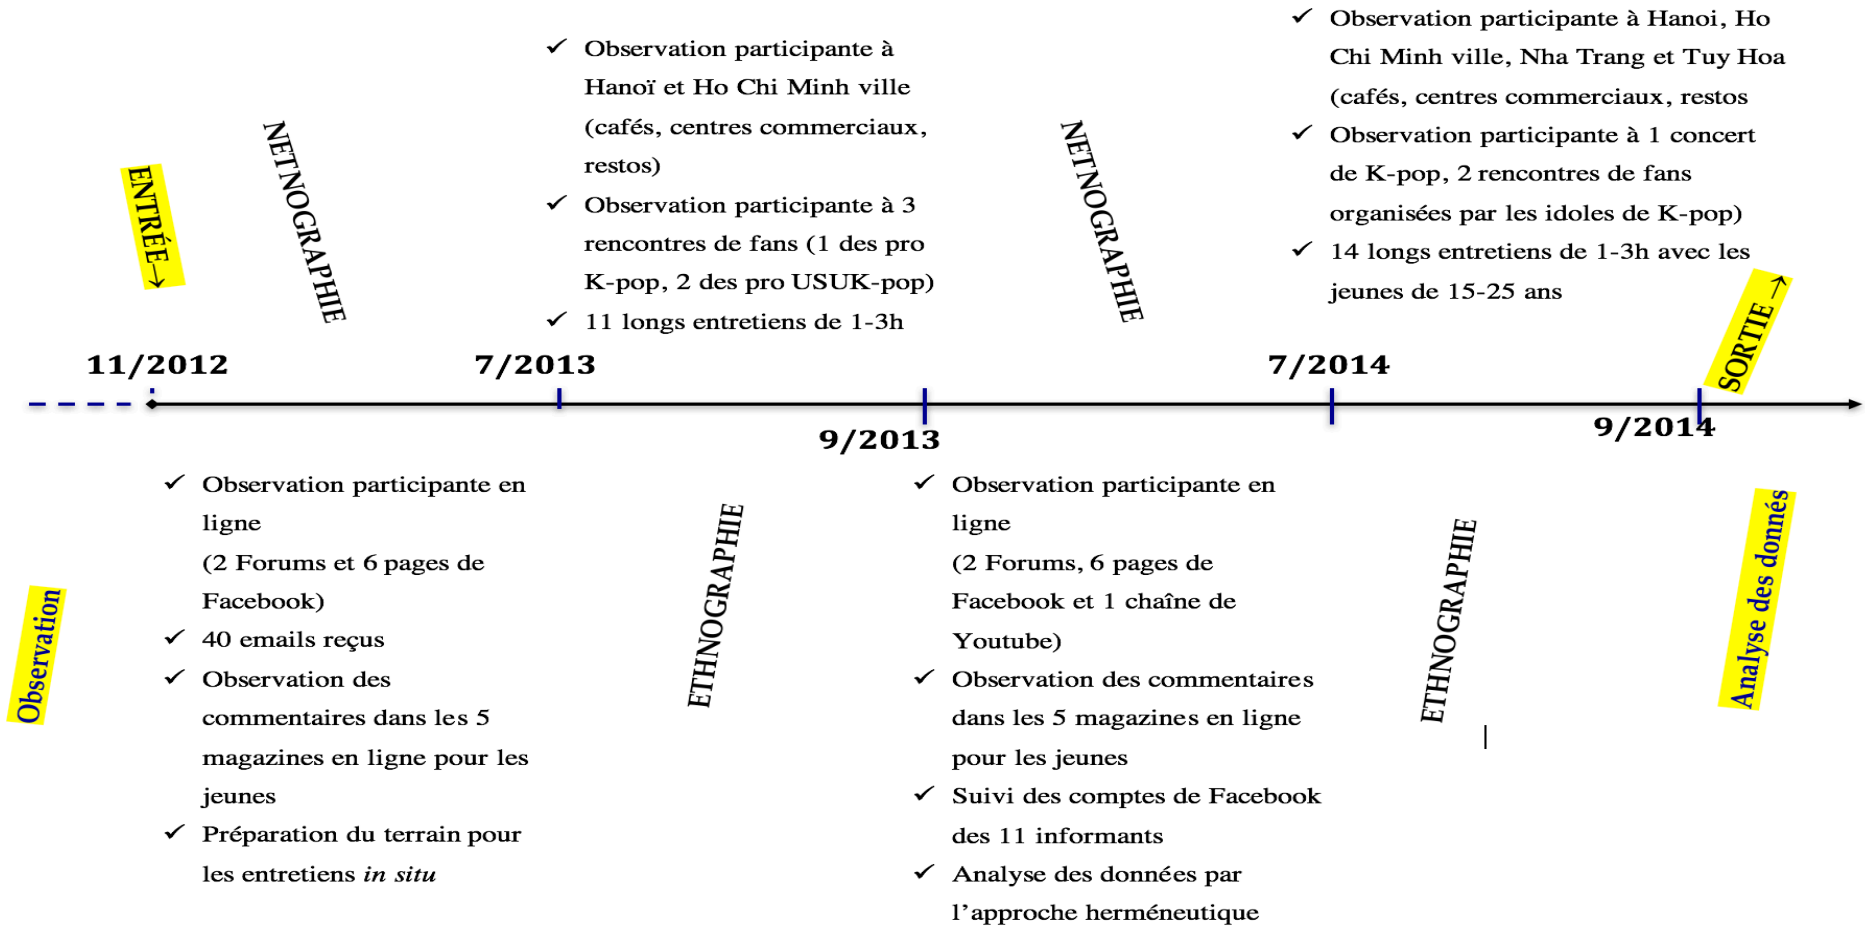 ENTRÉE→
NETNOGRAPHIE
✓ Observation participante à
Hanoï et Ho Chi Minh ville
(cafés, centres commerciaux,
restos)
✓ Observation participante à 3
rencontres de fans (1 des pro
K-pop, 2 des pro USUK-pop)
✓ 11 longs entretiens de 1-3h
NETNOGRAPHIE
✓ Observation participante à Hanoi, Ho
Chi Minh ville, Nha Trang et Tuy Hoa
(cafés, centres commerciaux, restos
✓ Observation participante à 1 concert
de K-pop, 2 rencontres de fans
organisées par les idoles de K-pop)
✓ 14 longs entretiens de 1-3h avec les
jeunes de 15-25 ans
SORTIE →
11/2012
7/2013
9/2013
7/2014
9/2014
Observation
✓ Observation participante en
ligne
(2 Forums et 6 pages de
Facebook)
✓ 40 emails reçus
✓ Observation des
commentaires dans les 5
magazines en ligne pour les
jeunes
✓ Préparation du terrain pour
les entretiens in situ
ETHNOGRAPHIE
✓ Observation participante en
ligne
(2 Forums, 6 pages de
Facebook et 1 chaîne de
Youtube)
✓ Observation des commentaires
dans les 5 magazines en ligne
pour les jeunes
✓ Suivi des comptes de Facebook
des 11 informants
✓ Analyse des données par
l’approche herméneutique
ETHNOGRAPHIE
Analyse des donnés